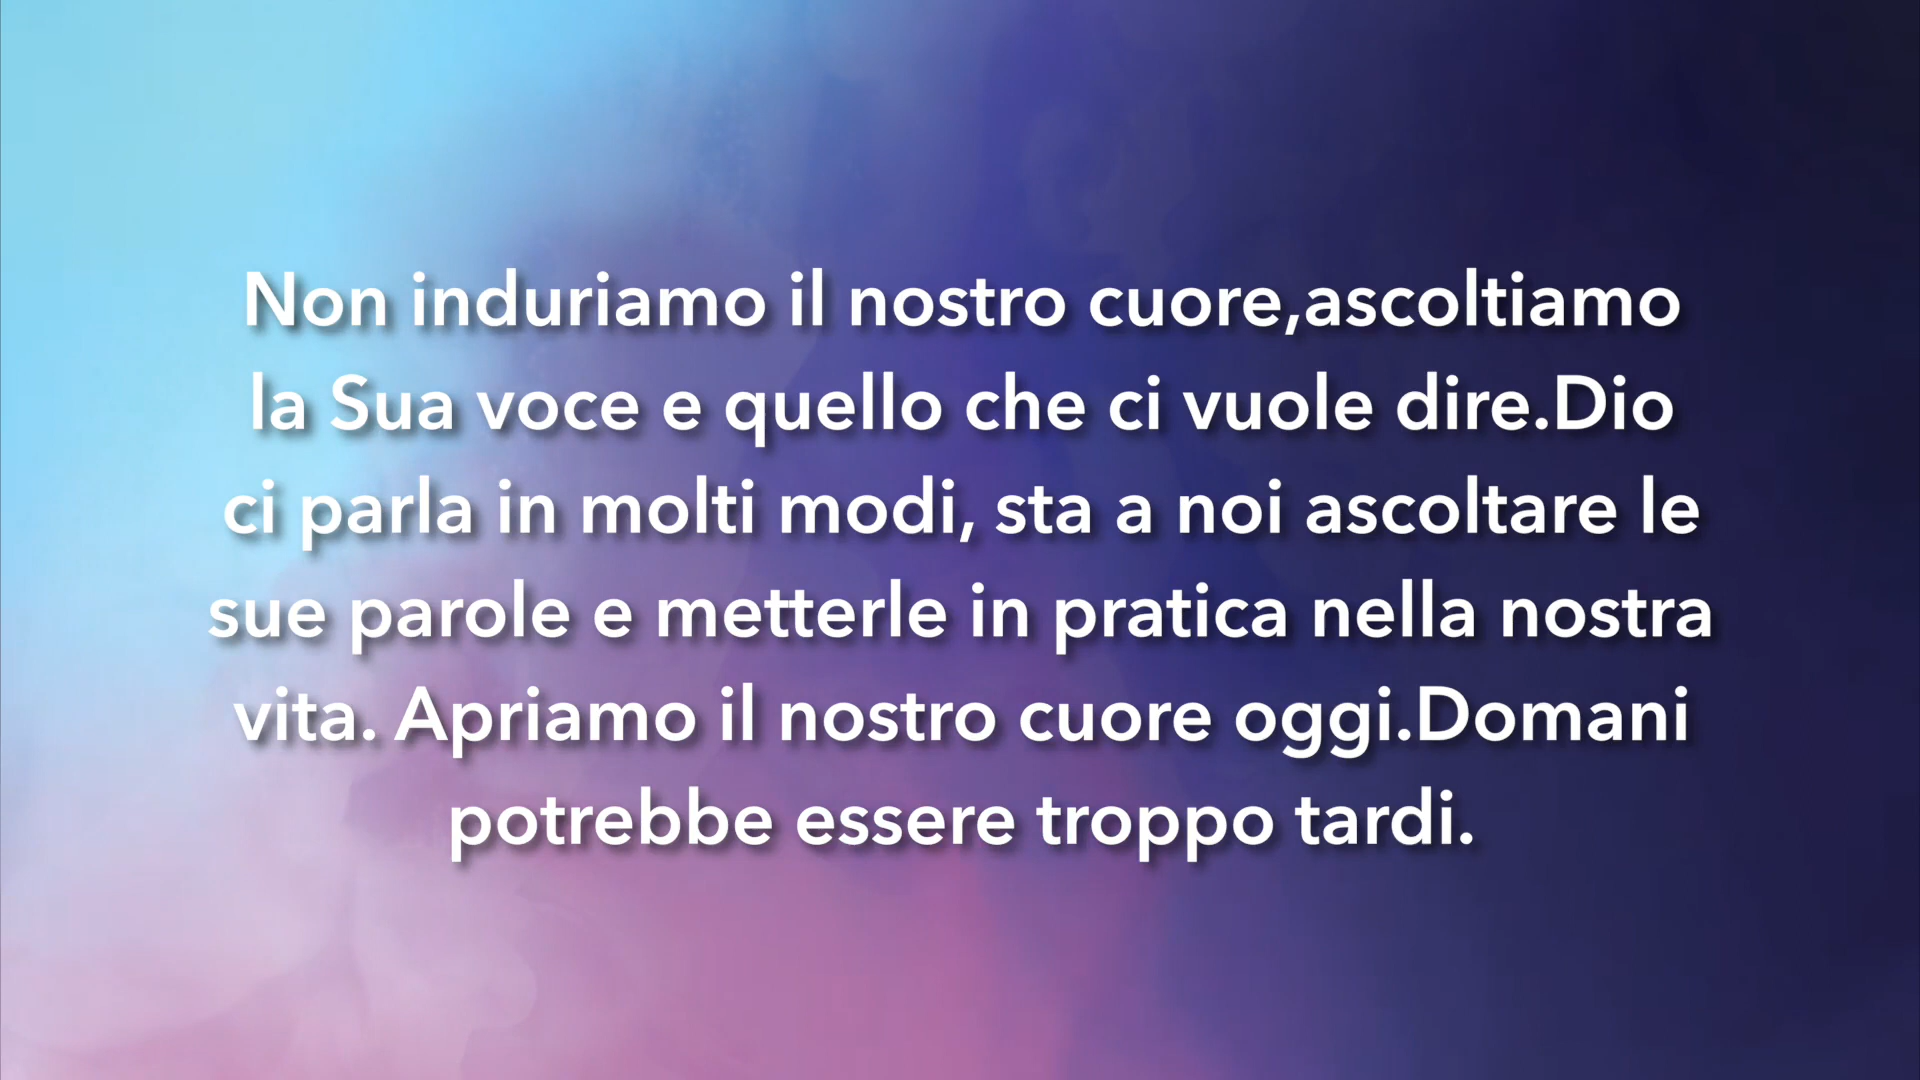 Non induriamo il nostro cuore,ascoltiamo
la Sua voce e quello che ci vuole dire.Dio
ci parla in molti modi, sta a noi ascoltare le
sue parole e metterle in pratica nella nostra
vita. Apriamo il nostro cuore oggi.Domani
potrebbe essere troppo tardi.